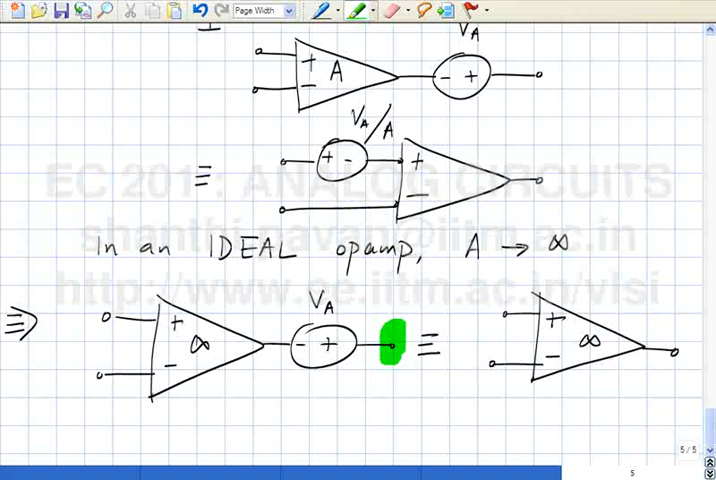 Page Width
I
VA
+ A
−
− +
VA/A
≡ + − +
−
EC 201 : ANALOG CIRCUITS
In an IDEAL opamp, A → ∞
shanthi@ee.iitm.ac.in
http://www.ee.iitm.ac.in/vlsi
VA
≡> + ∞ − + ≡ + ∞
− −
5 / 5
5